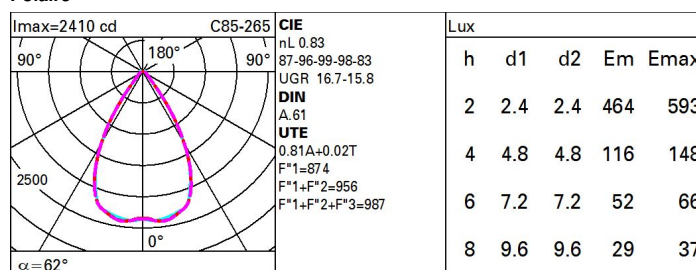 Imax=2410 cd C85-265
90° 180° 90°
2500
0°
α=62°
CIE
nL 0.83
87-96-99-98-83
UGR 16.7-15.8
DIN
A.61
UTE
0.81A+0.02T
F"1=874
F"1+F"2=956
F"1+F"2+F"3=987
Lux
h d1 d2 Em Emax
2 2.4 2.4 464 593
4 4.8 4.8 116 148
6 7.2 7.2 52 66
8 9.6 9.6 29 37